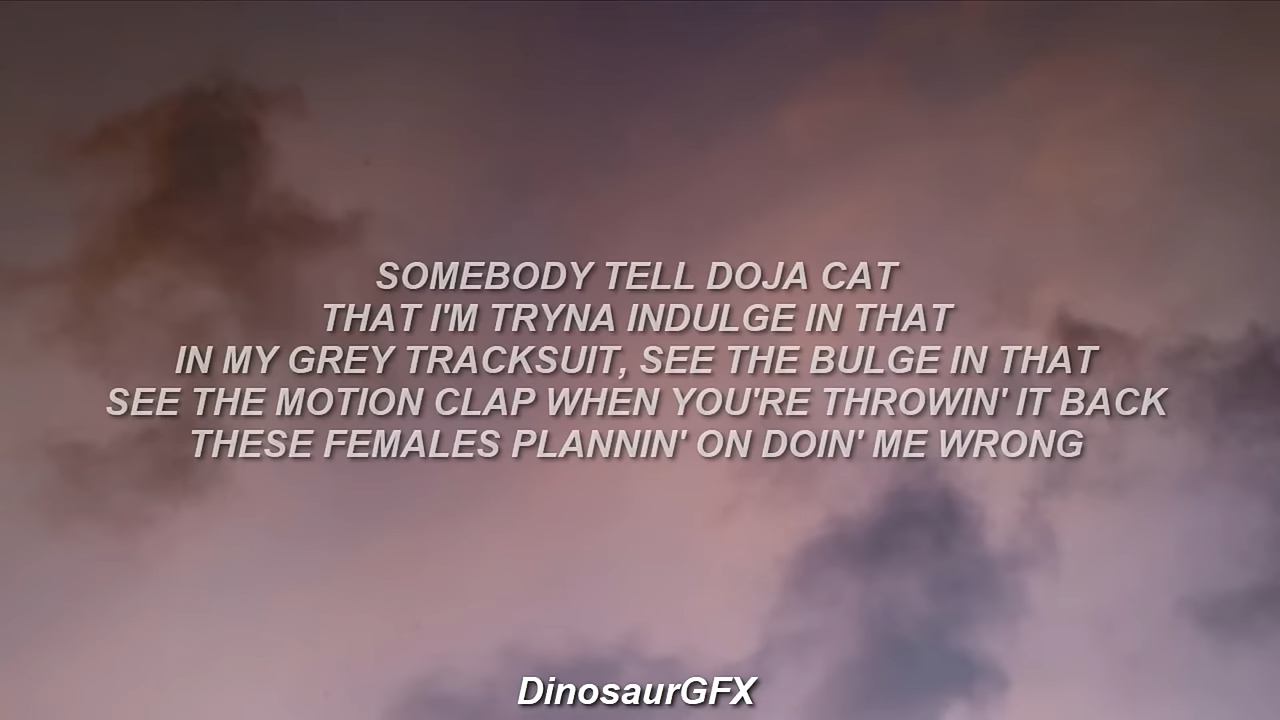 SOMEBODY TELL DOJA CAT
THAT I'M TRYNA INDULGE IN THAT
IN MY GREY TRACKSUIT, SEE THE BULGE IN THAT
SEE THE MOTION CLAP WHEN YOU'RE THROWIN' IT BACK
THESE FEMALES PLANNIN' ON DOIN' ME WRONG
DinosaurGFX